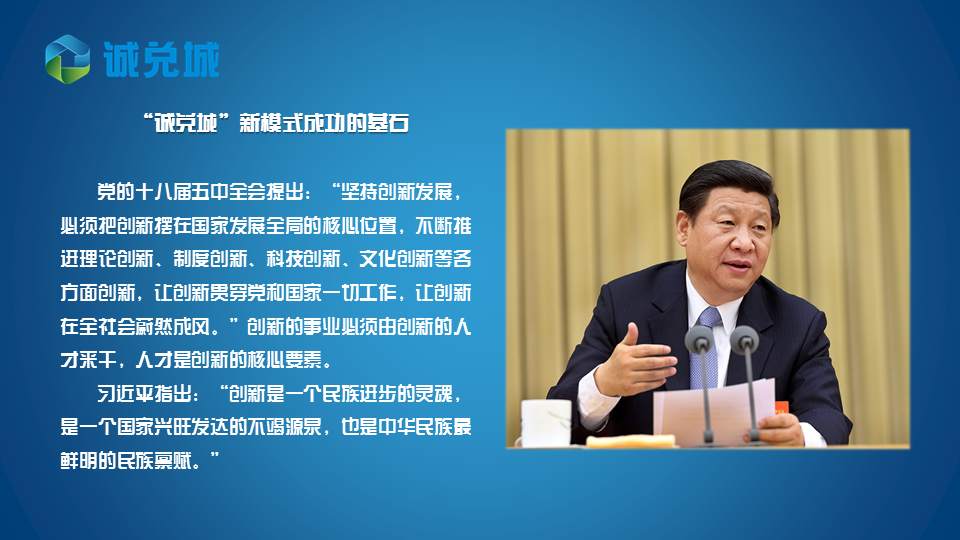 诚兑城
“诚兑城”新模式成功的基石
党的十八届五中全会提出：“坚持创新发展，
必须把创新摆在国家发展全局的核心位置，不断推
进理论创新、制度创新、科技创新、文化创新等各
方面创新，让创新贯穿党和国家一切工作，让创新
在全社会蔚然成风。”创新的事业必须由创新的人
才来干，人才是创新的核心要素。
习近平指出：“创新是一个民族进步的灵魂，
是一个国家兴旺发达的不竭源泉，也是中华民族最
鲜明的民族禀赋。”